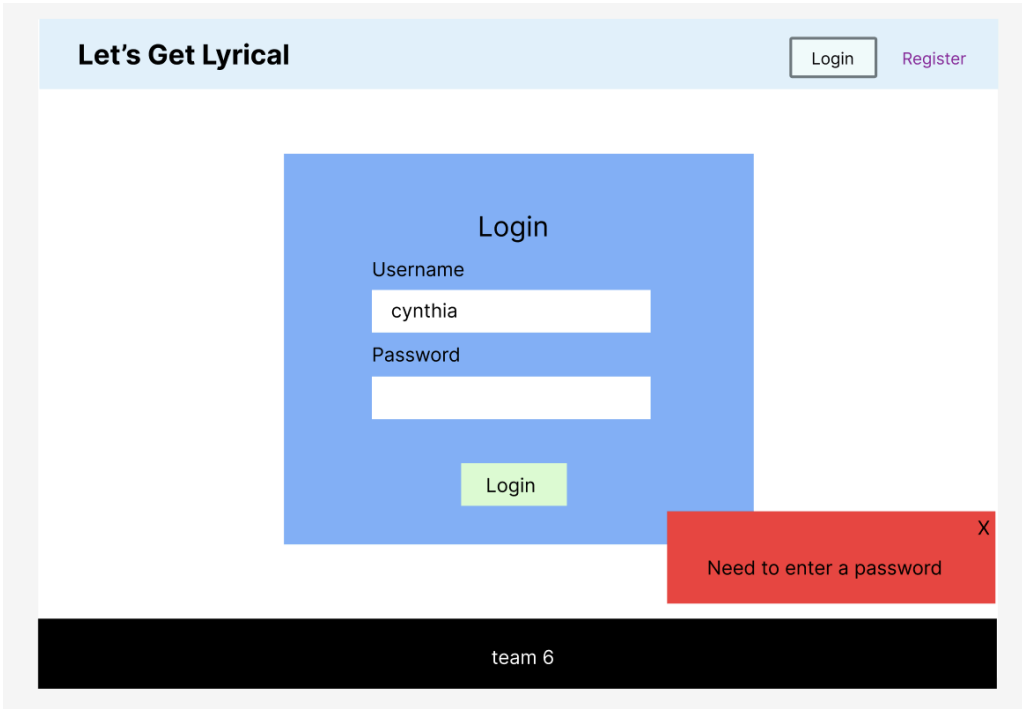 Let’s Get Lyrical
Login
Register
Login
Username
cynthia
Password
Login
X
Need to enter a password
team 6